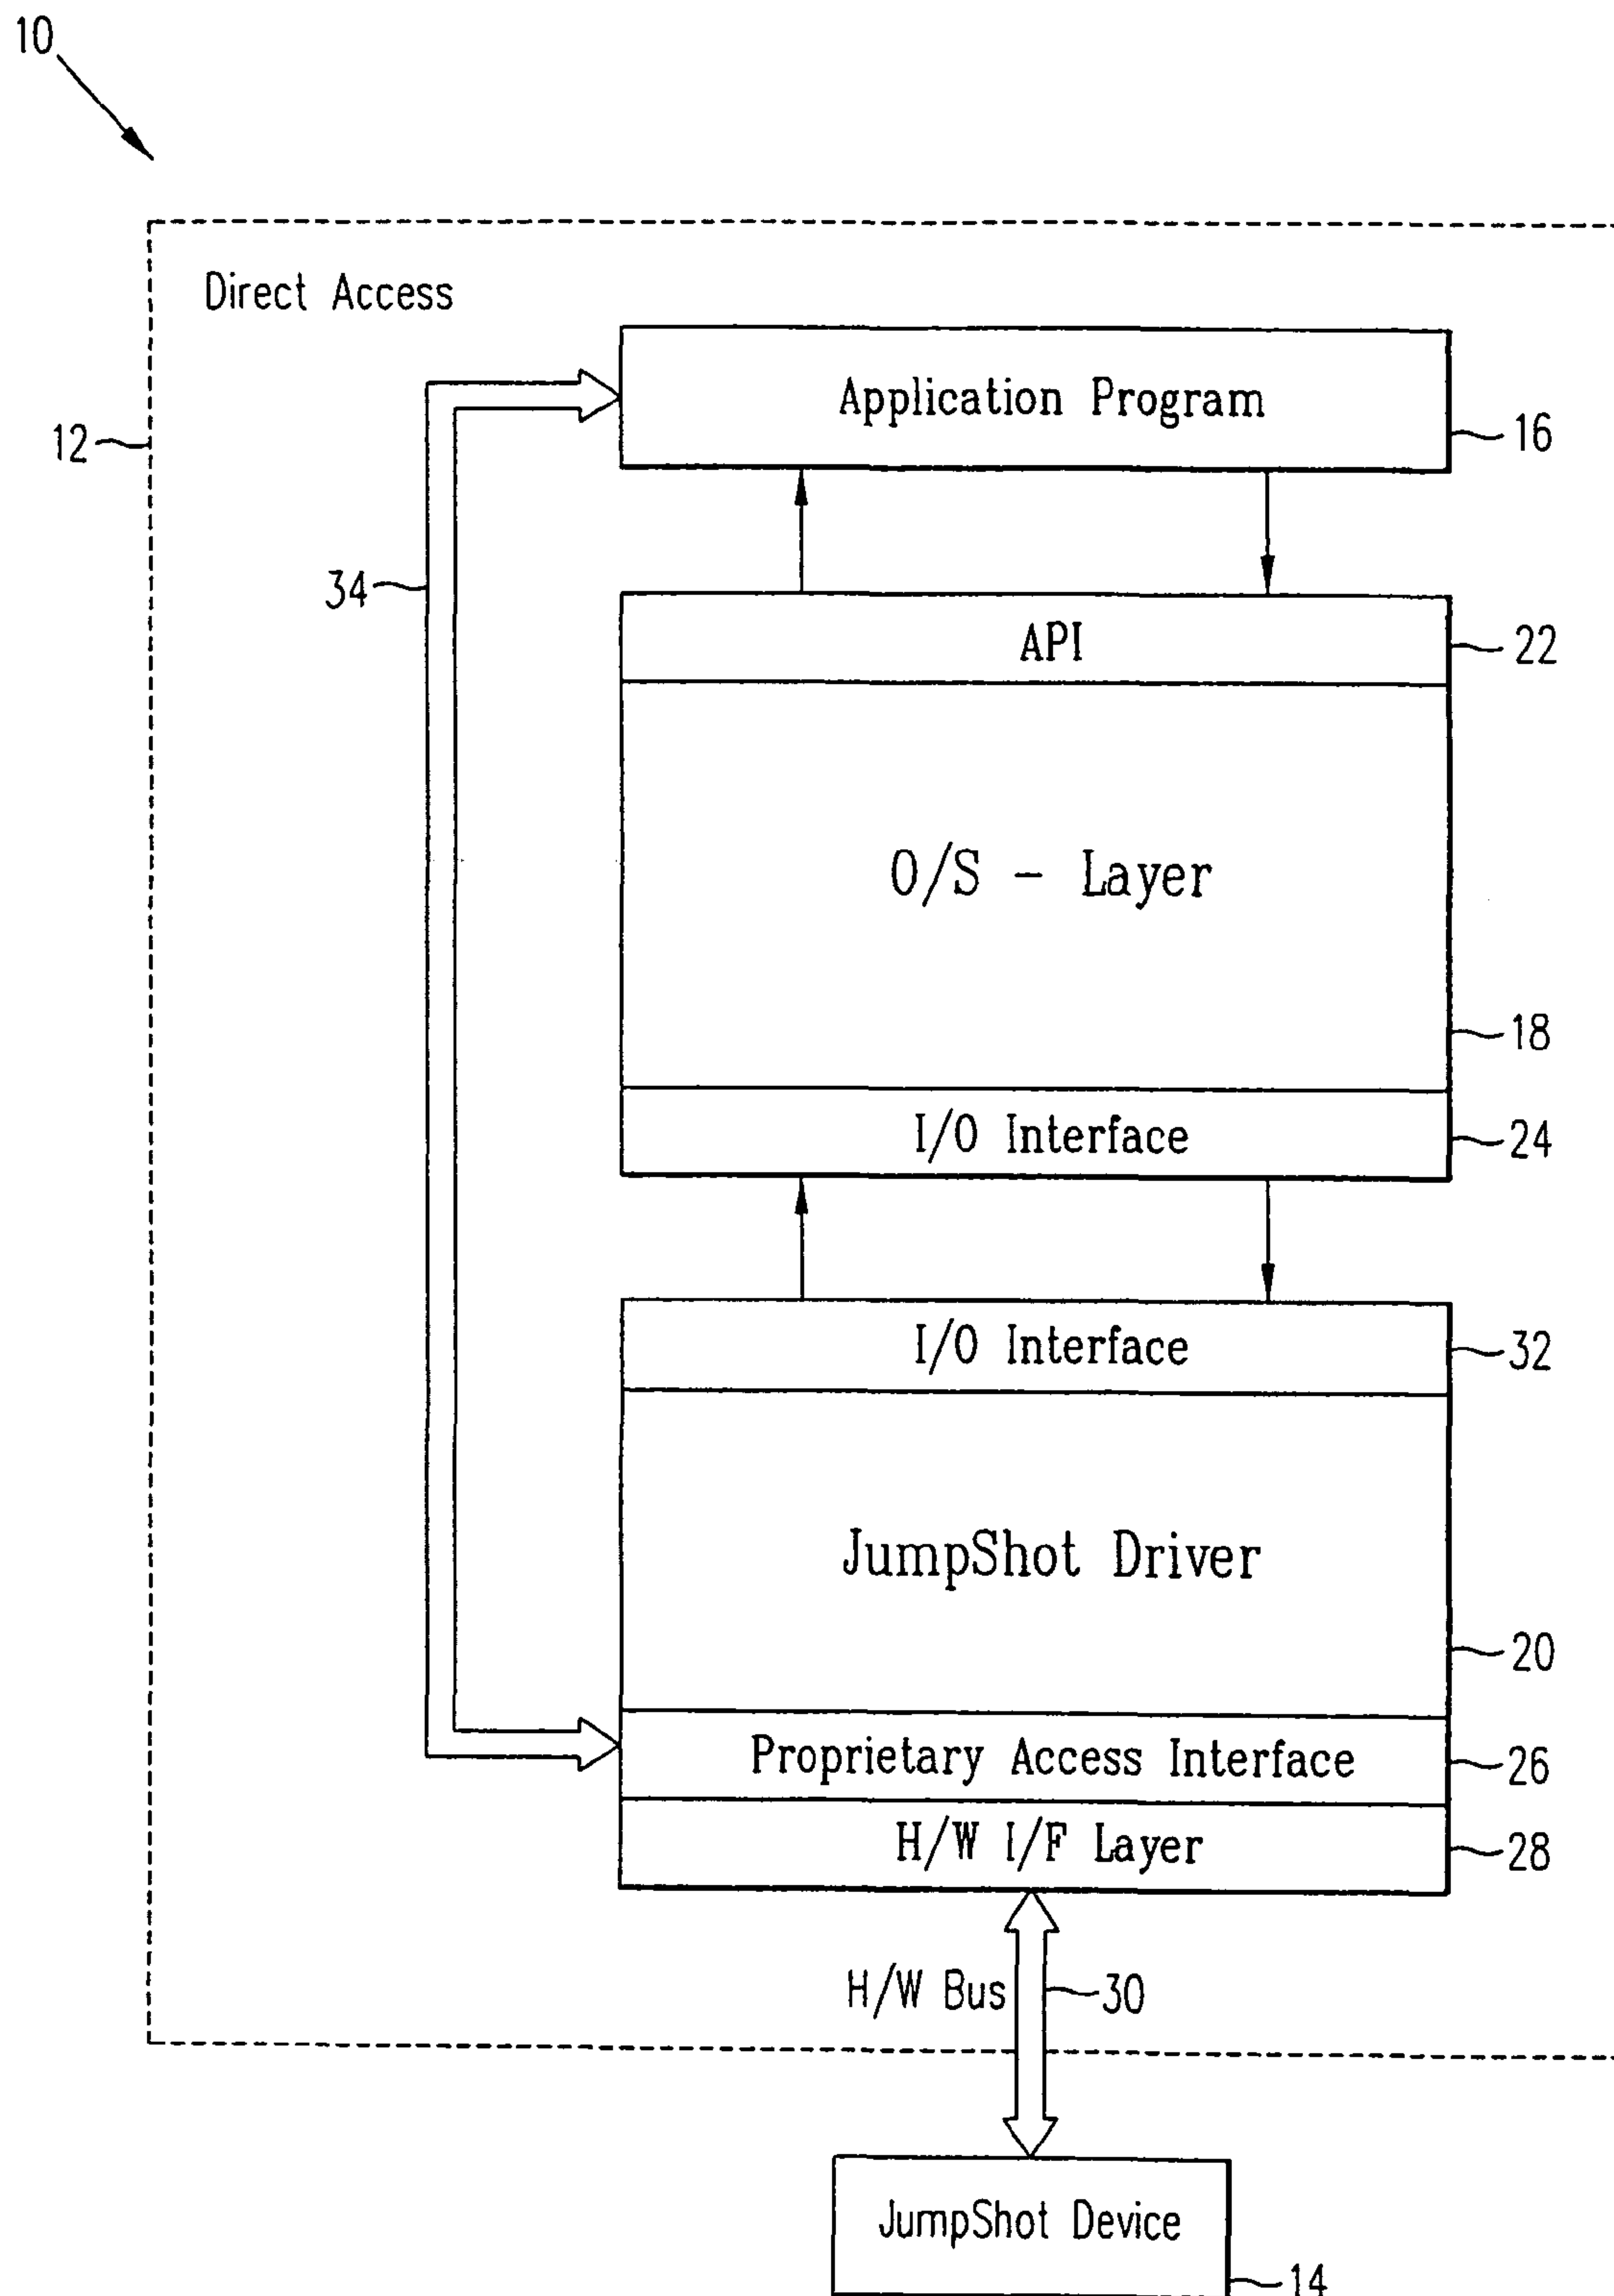 10
Direct Access
Application Program
16
12
34
API
22
O/S - Layer
18
I/O Interface
24
I/O Interface
32
JumpShot Driver
20
Proprietary Access Interface
26
H/W I/F Layer
28
H/W Bus
30
JumpShot Device
14